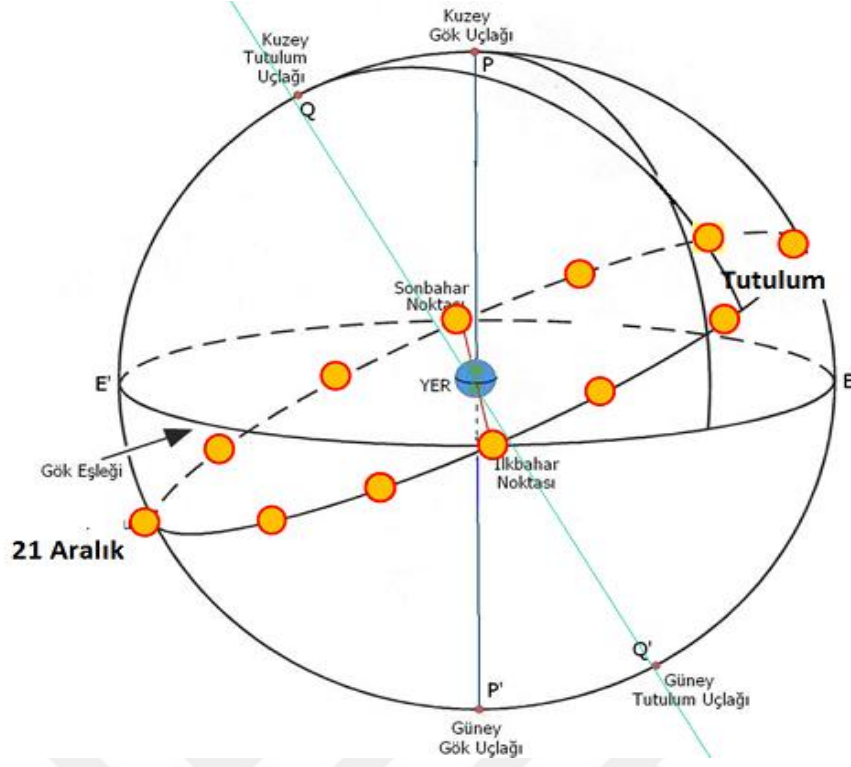 Kuzey
Gök Uçlağı
P
Kuzey
Tutulum
Uçlağı
Q
Tutulum
Sonbahar
Noktası
YER
E'
E
Gök Eşleği
İlkbahar
Noktası
21 Aralık
Q'
Güney
Tutulum Uçlağı
P'
Güney
Gök Uçlağı